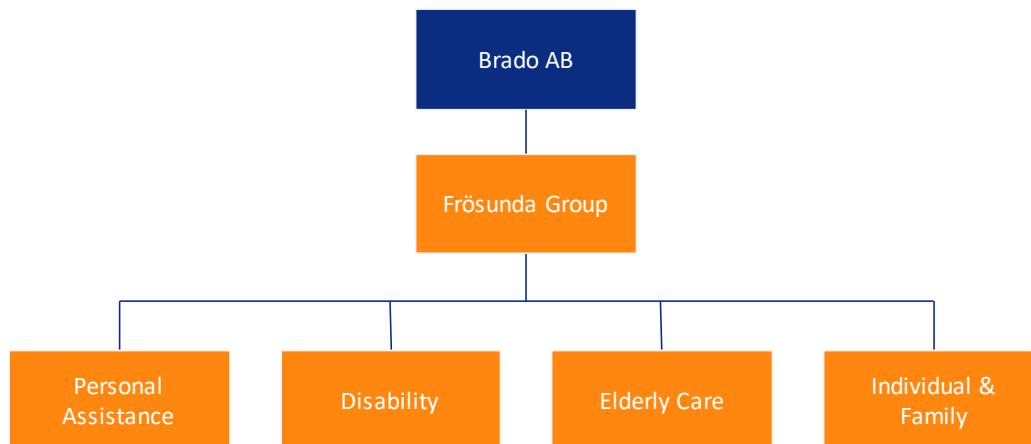 Brado AB
Frösunda Group
Personal
Assistance
Disability
Elderly Care
Individual &
Family